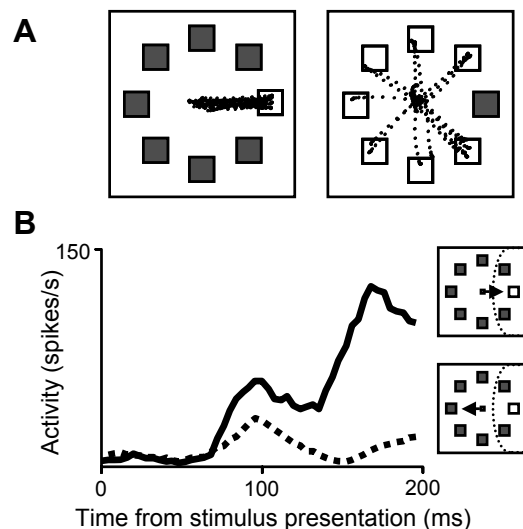 A
B
150
Activity (spikes/s)
0
100
200
Time from stimulus presentation (ms)